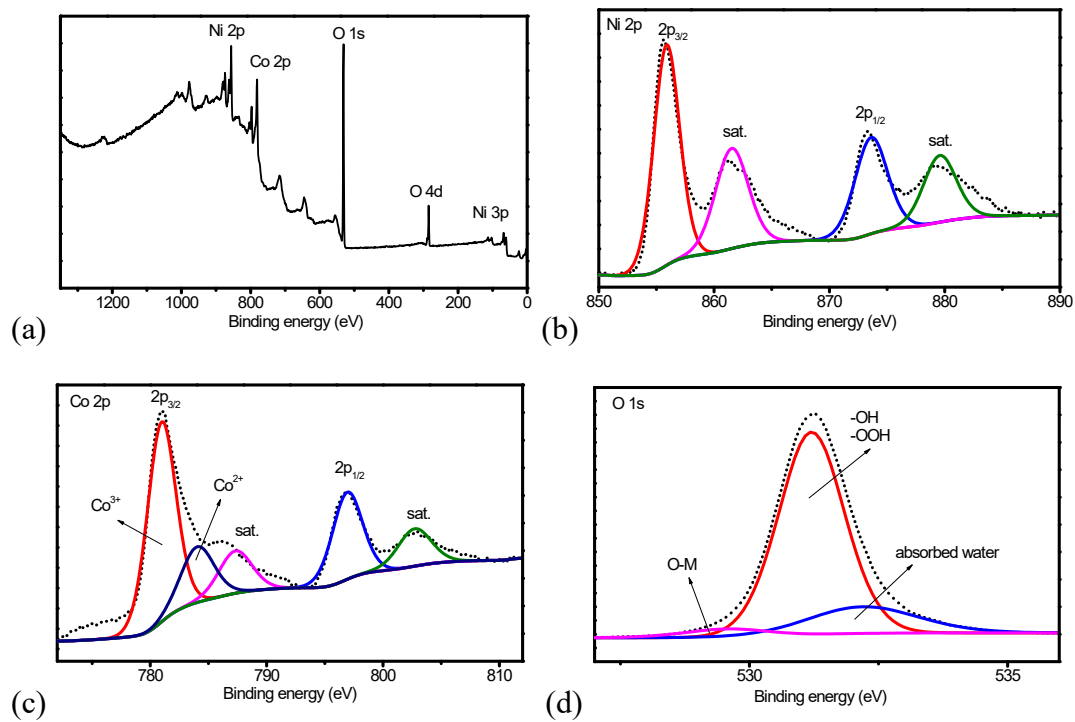 Ni 2p
Co 2p
O 1s
O 4d
Ni 3p
1200 1000 800 600 400 200 0
Binding energy (eV)
(a)
Ni 2p
2p3/2
sat.
2p1/2
sat.
850 860 870 880 890
Binding energy (eV)
(b)
Co 2p
2p3/2
Co3+
Co2+
sat.
2p1/2
sat.
780 790 800 810
Binding energy (eV)
(c)
O 1s
-OH
-OOH
O-M
absorbed water
530 535
Binding energy (eV)
(d)